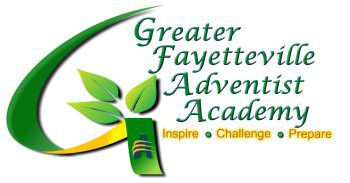 Greater
Fayetteville
Adventist
Academy
Inspire • Challenge • Prepare